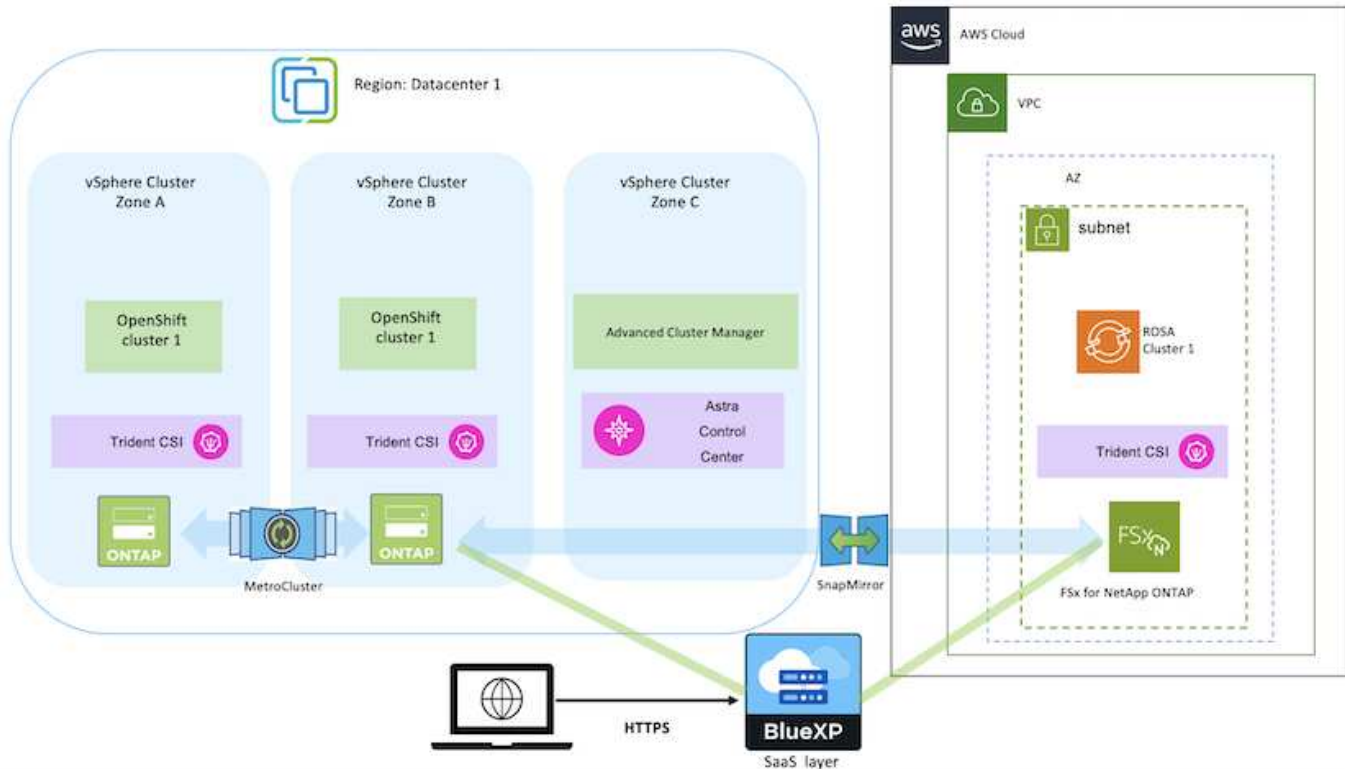 aws
AWS Cloud
Region: Datacenter 1
VPC
vSphere Cluster
Zone A
vSphere Cluster
Zone B
vSphere Cluster
Zone C
AZ
subnet
OpenShift
cluster 1
OpenShift
cluster 1
Advanced Cluster Manager
ROSA
Cluster 1
Trident CSI
Trident CSI
Astra
Control
Center
Trident CSI
ONTAP
ONTAP
FSx
N
MetroCluster
SnapMirror
FSx for NetApp ONTAP
HTTPS
BlueXP
SaaS layer